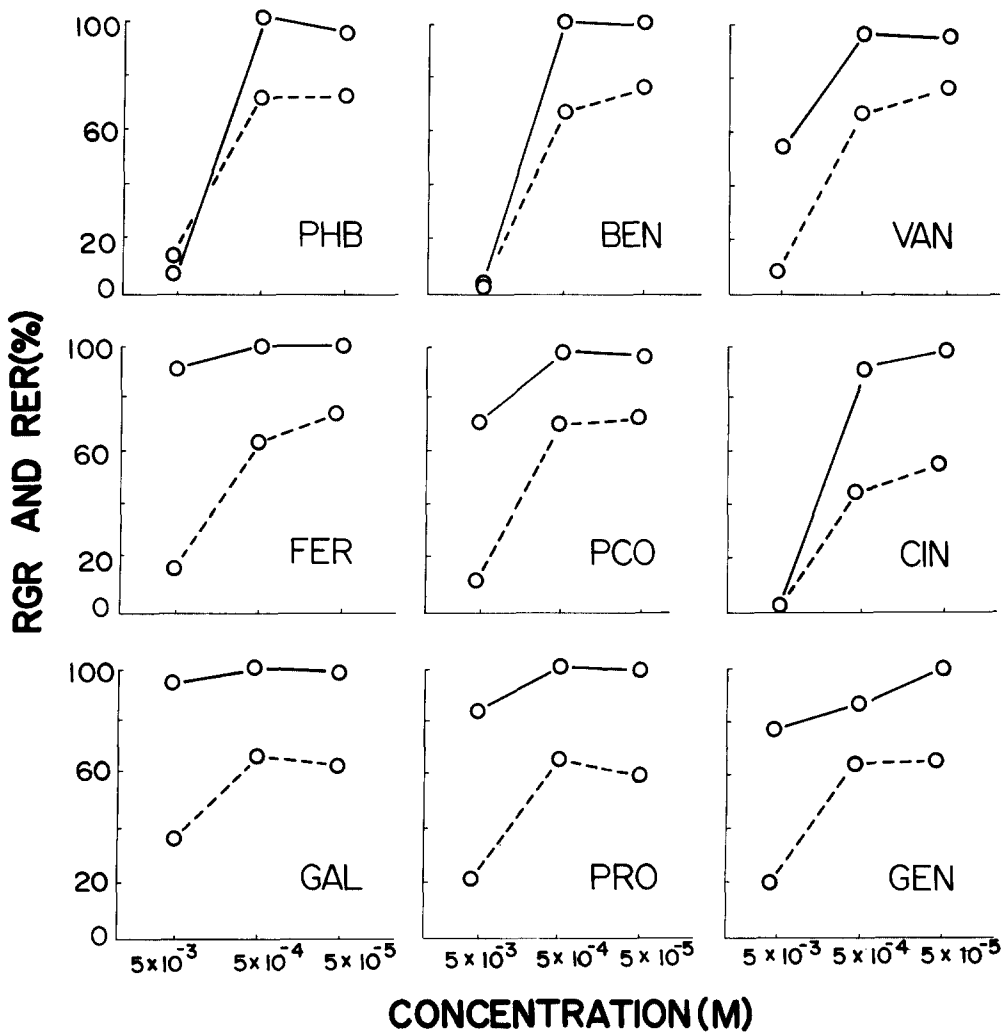 100
60
20
0
PHB
BEN
VAN
RGR AND RER(%)
100
60
20
0
FER
PCO
CIN
100
60
20
0
GAL
PRO
GEN
5×10⁻³ 5×10⁻⁴ 5×10⁻⁵
5×10⁻³ 5×10⁻⁴ 5×10⁻⁵
5×10⁻³ 5×10⁻⁴ 5×10⁻⁵
CONCENTRATION(M)